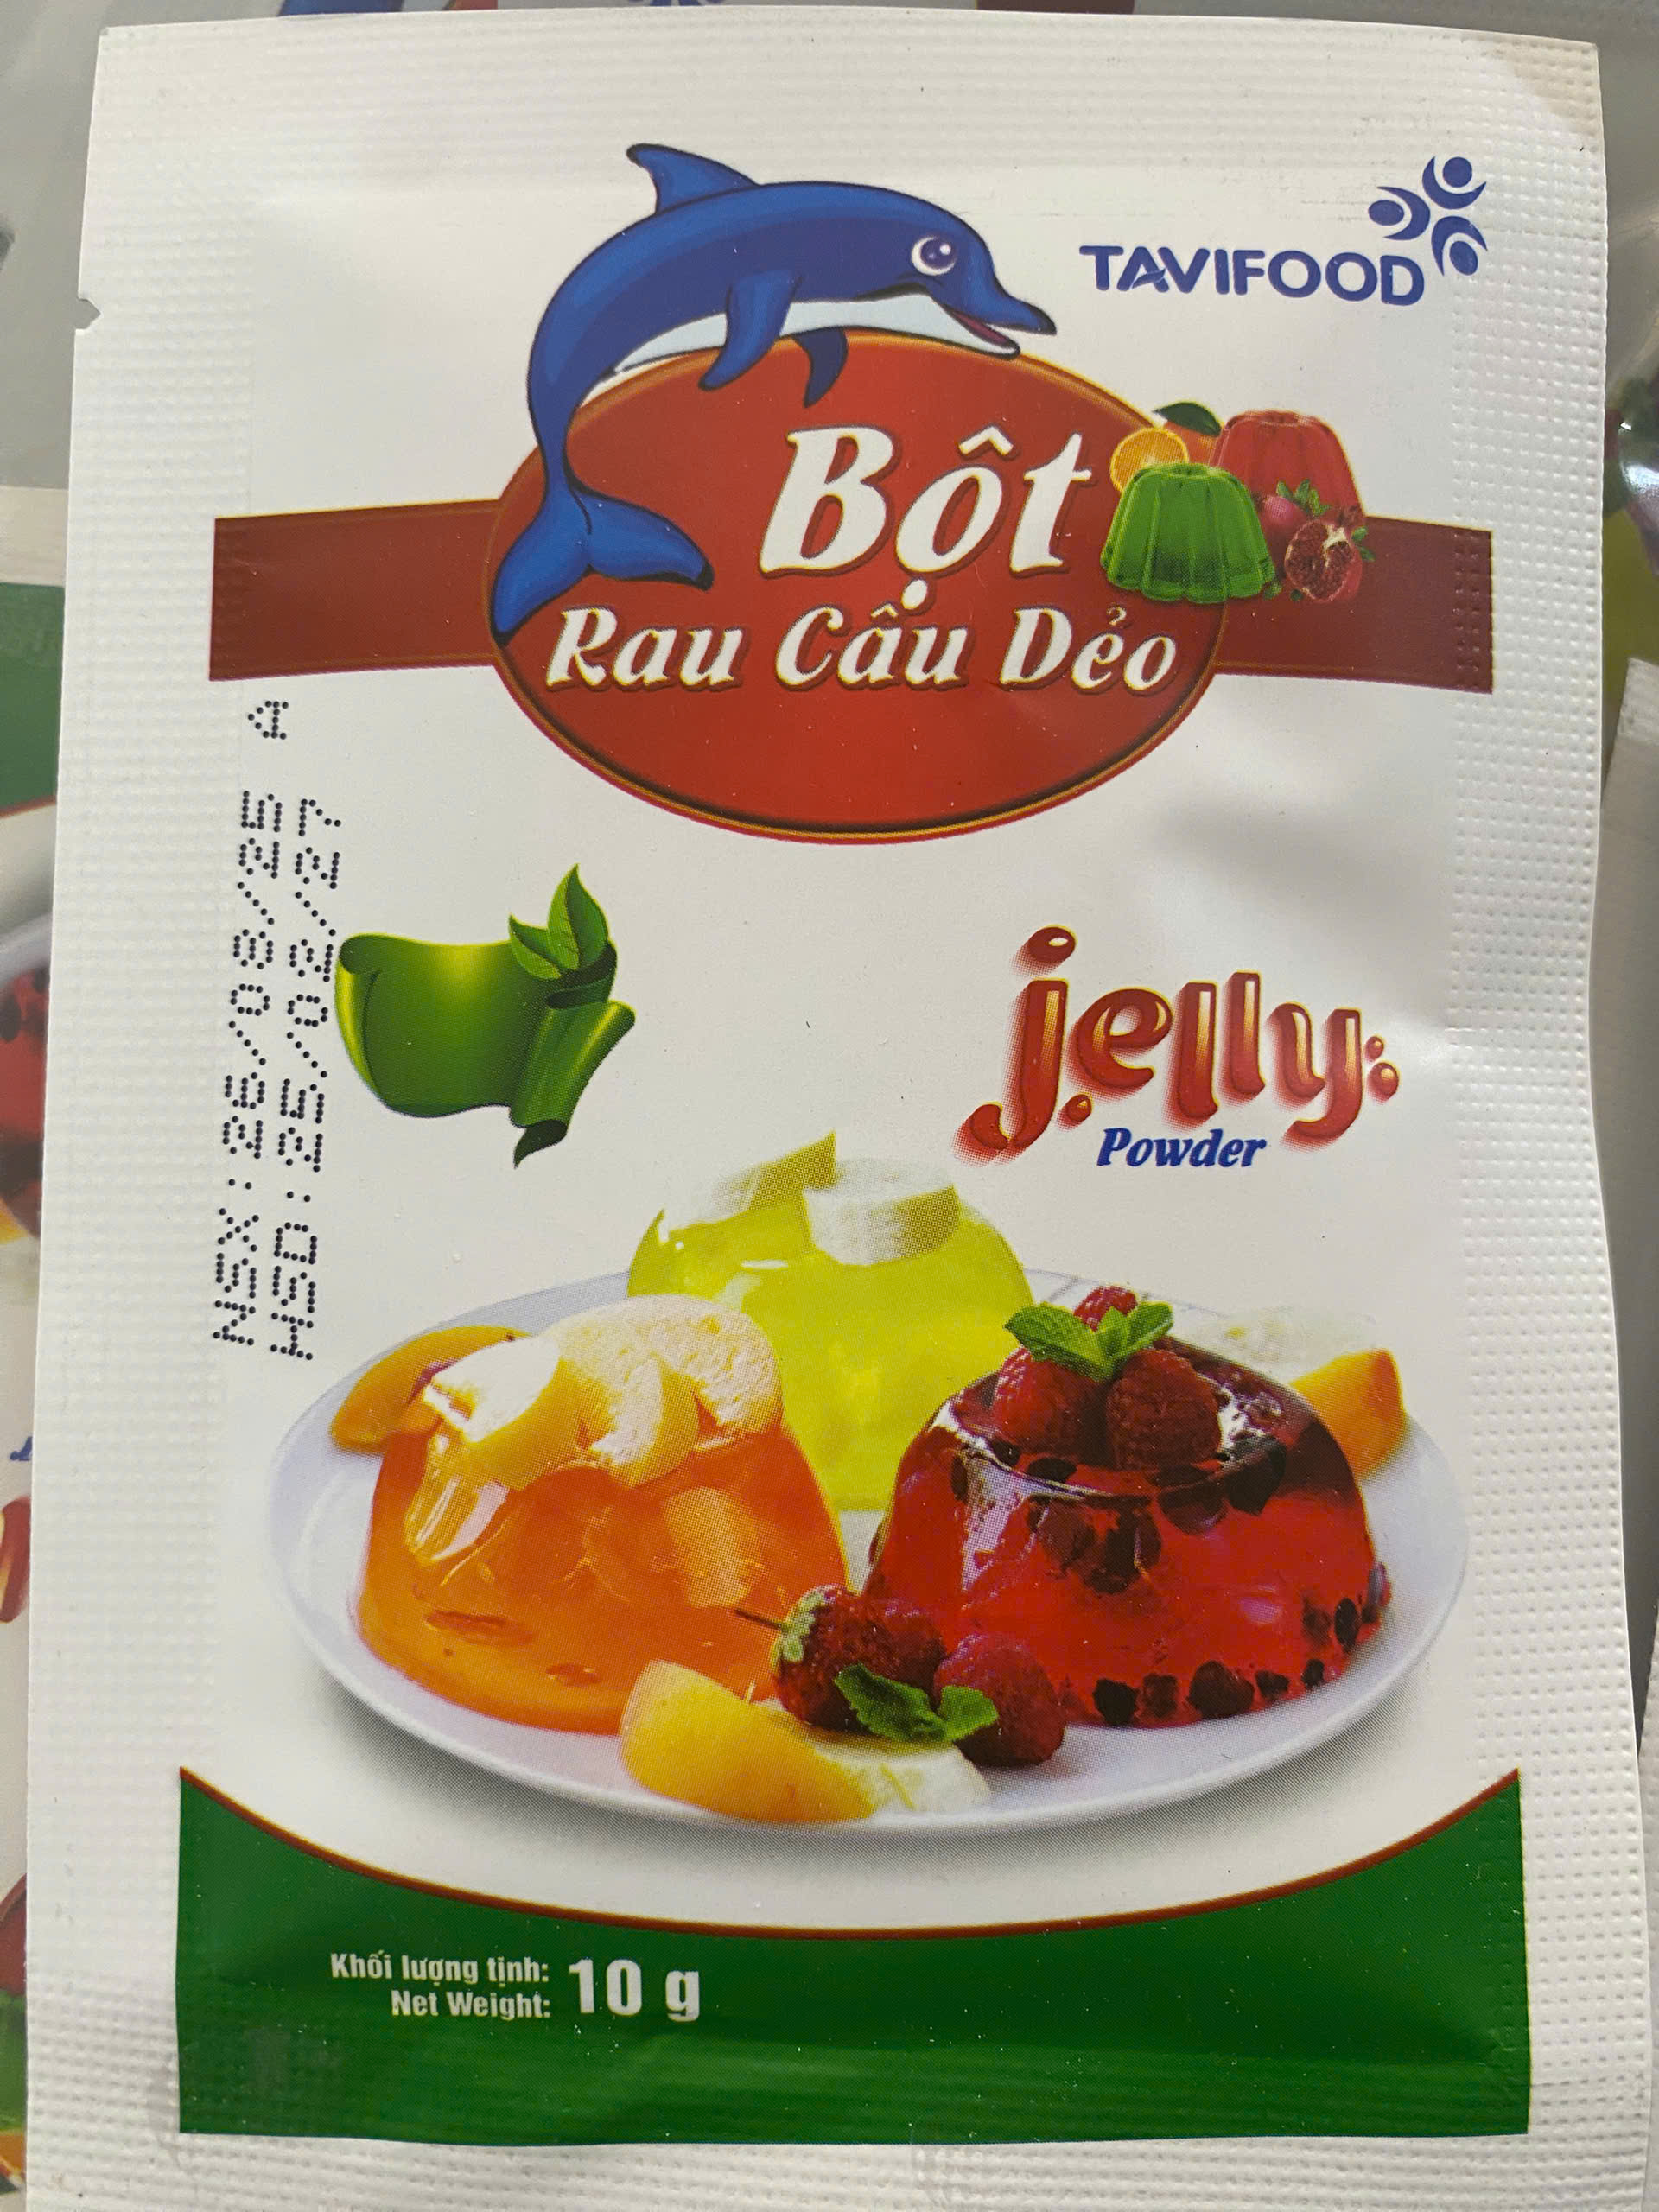 TAVIFOOD
Bột
Rau Câu Dẻo
NSX:26/09/25 A
HSD:25/02/27
jelly
Powder
Khối lượng tịnh: 10 g
Net Weight: